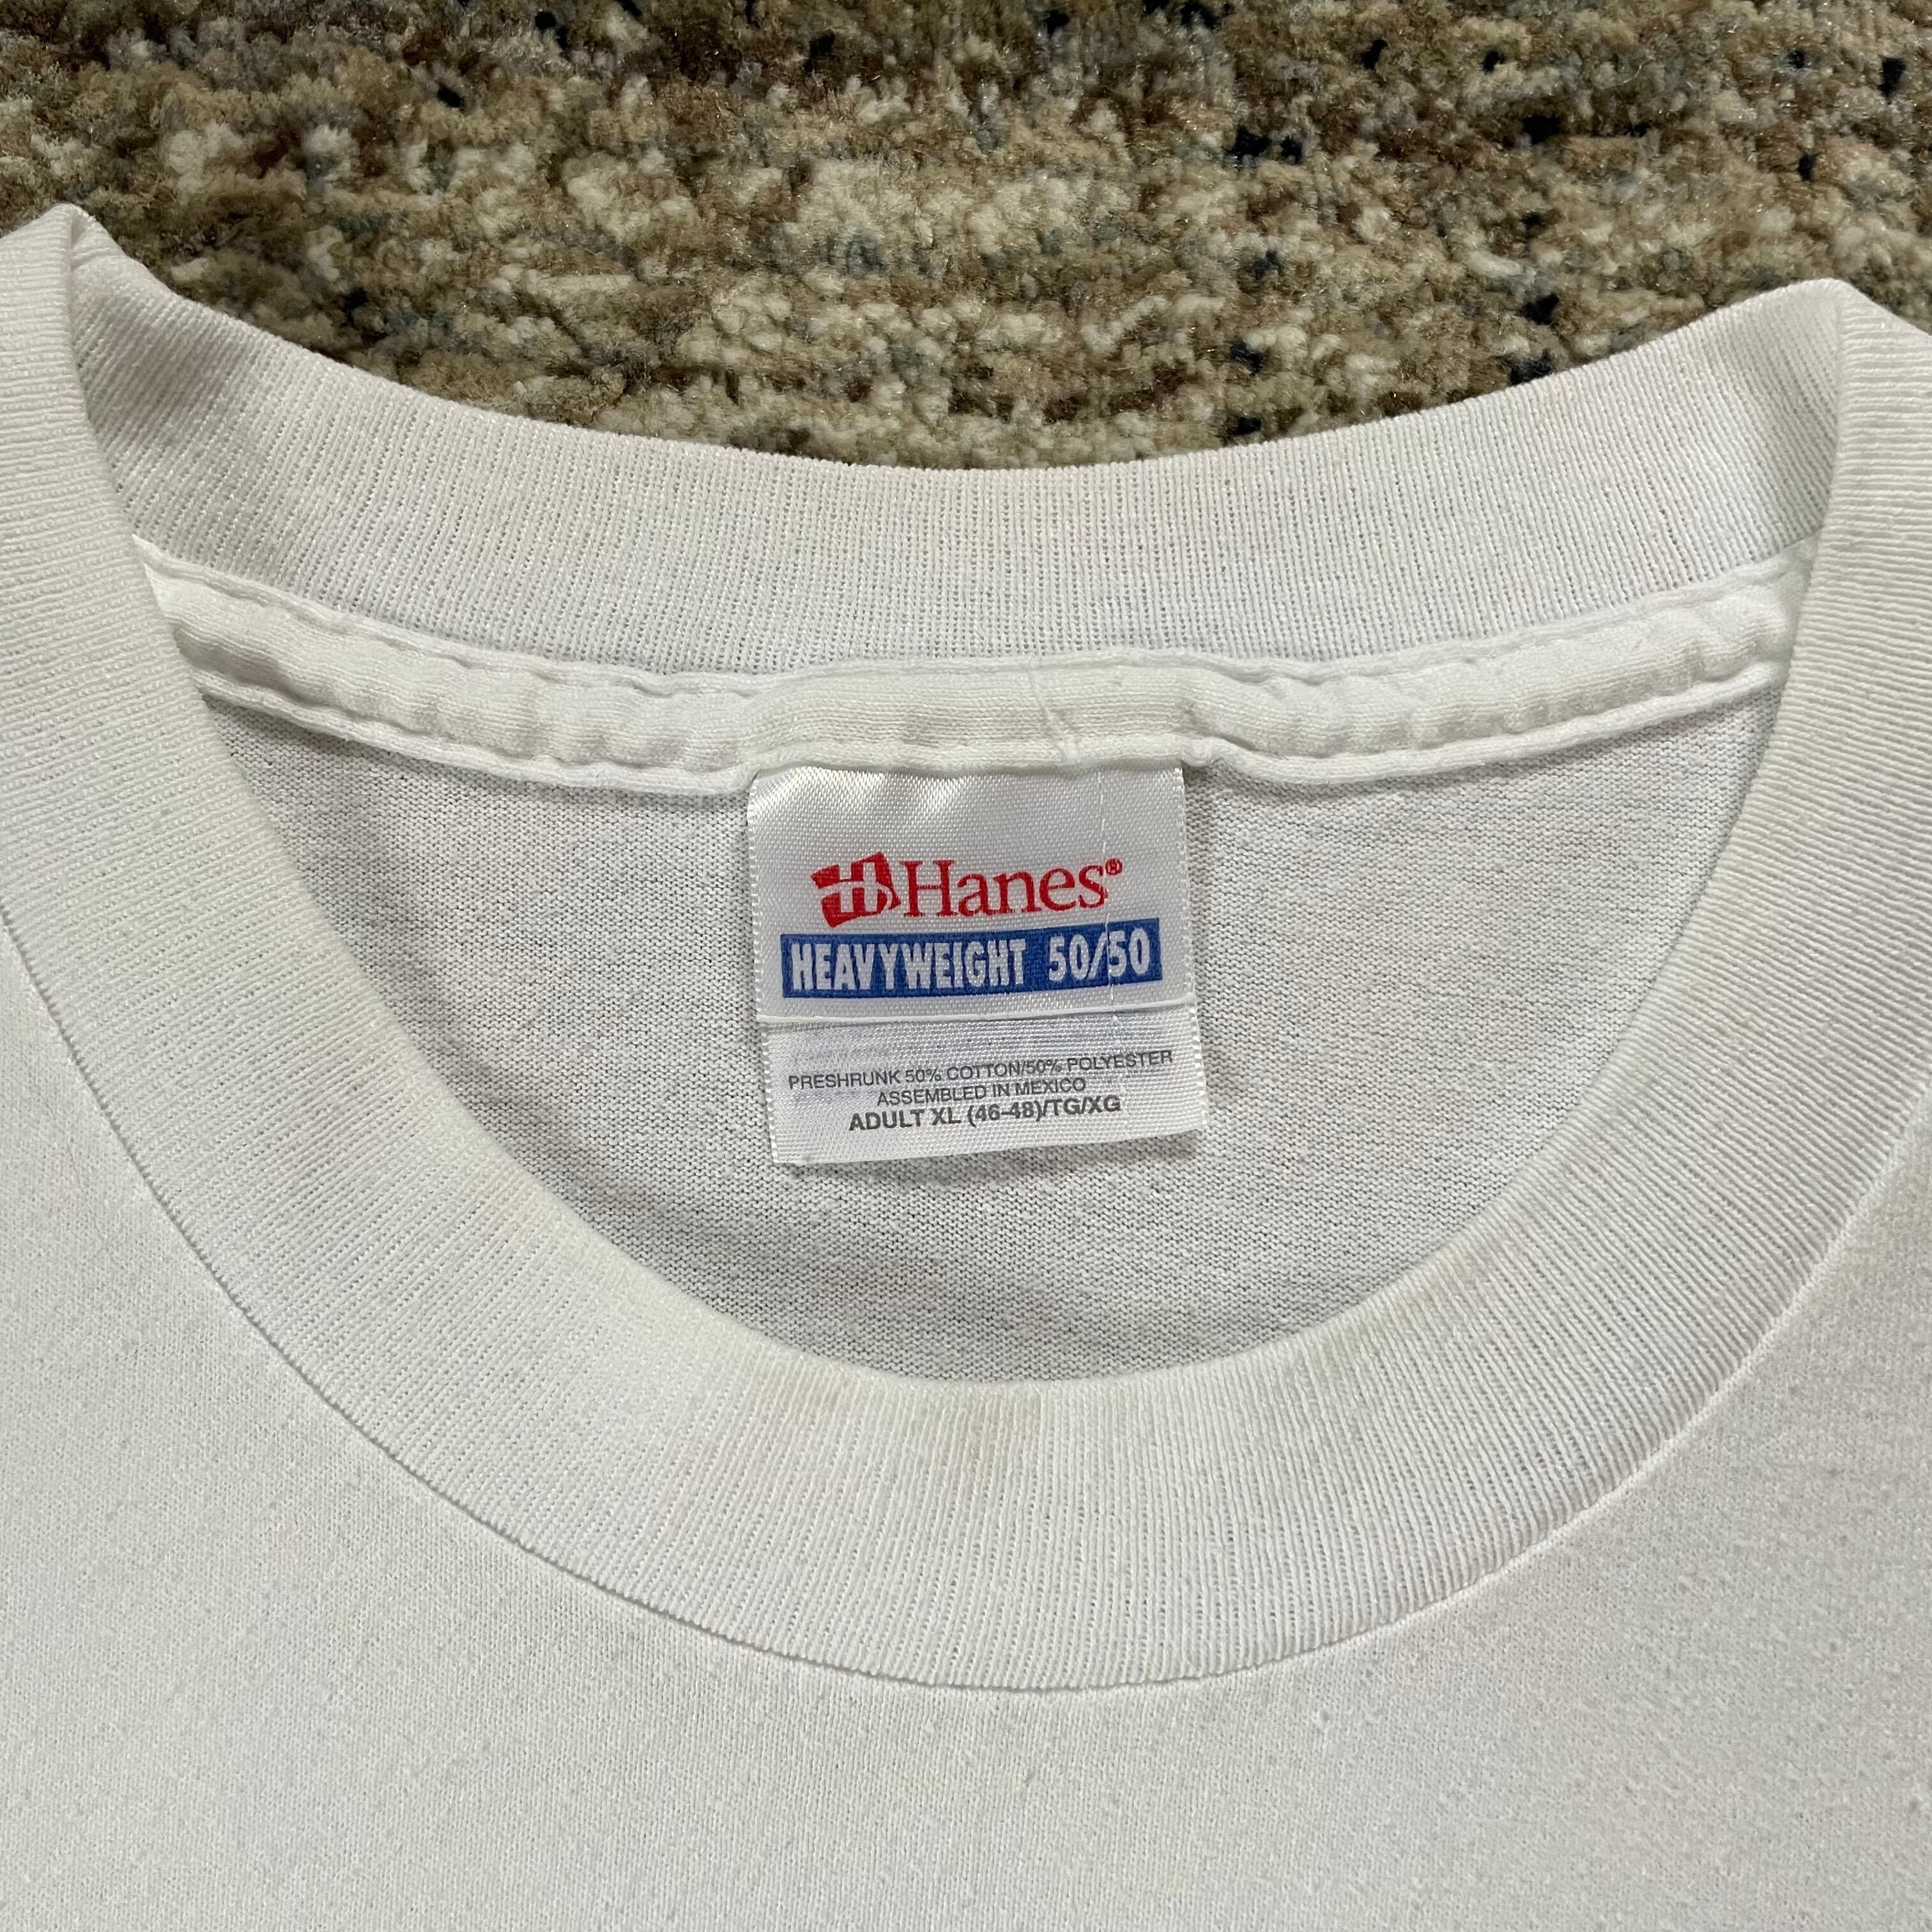 Hanes®
HEAVYWEIGHT 50/50
PRESHRUNK 50% COTTON/50% POLYESTER
ASSEMBLED IN MEXICO
ADULT XL (46-48)/TG/XG